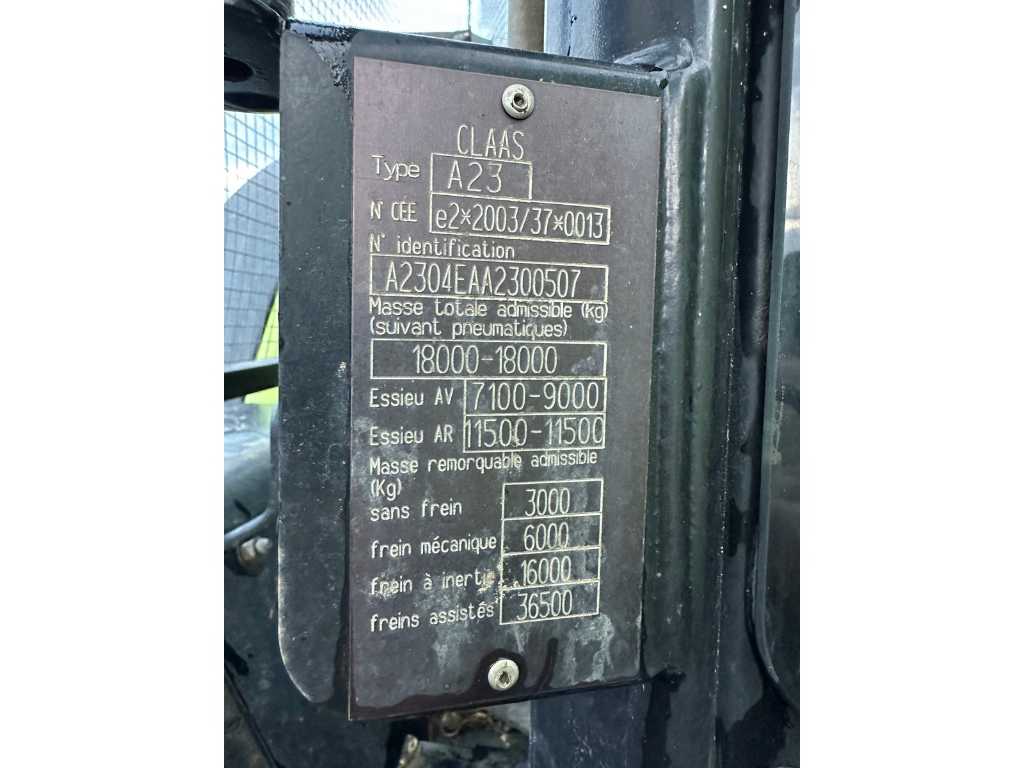 CLAAS
Type A23
N° CÉE e2*2003/37*0013
N° identification
A2304EAA2300507
Masse totale admissible (Kg)
(suivant pneumatiques)
18000-18000
Essieu AV 7100-9000
Essieu AR 11500-11500
Masse remorquable admissible
(Kg)
sans frein 3000
frein mécanique 6000
frein à inertie 16000
freins assistés 36500